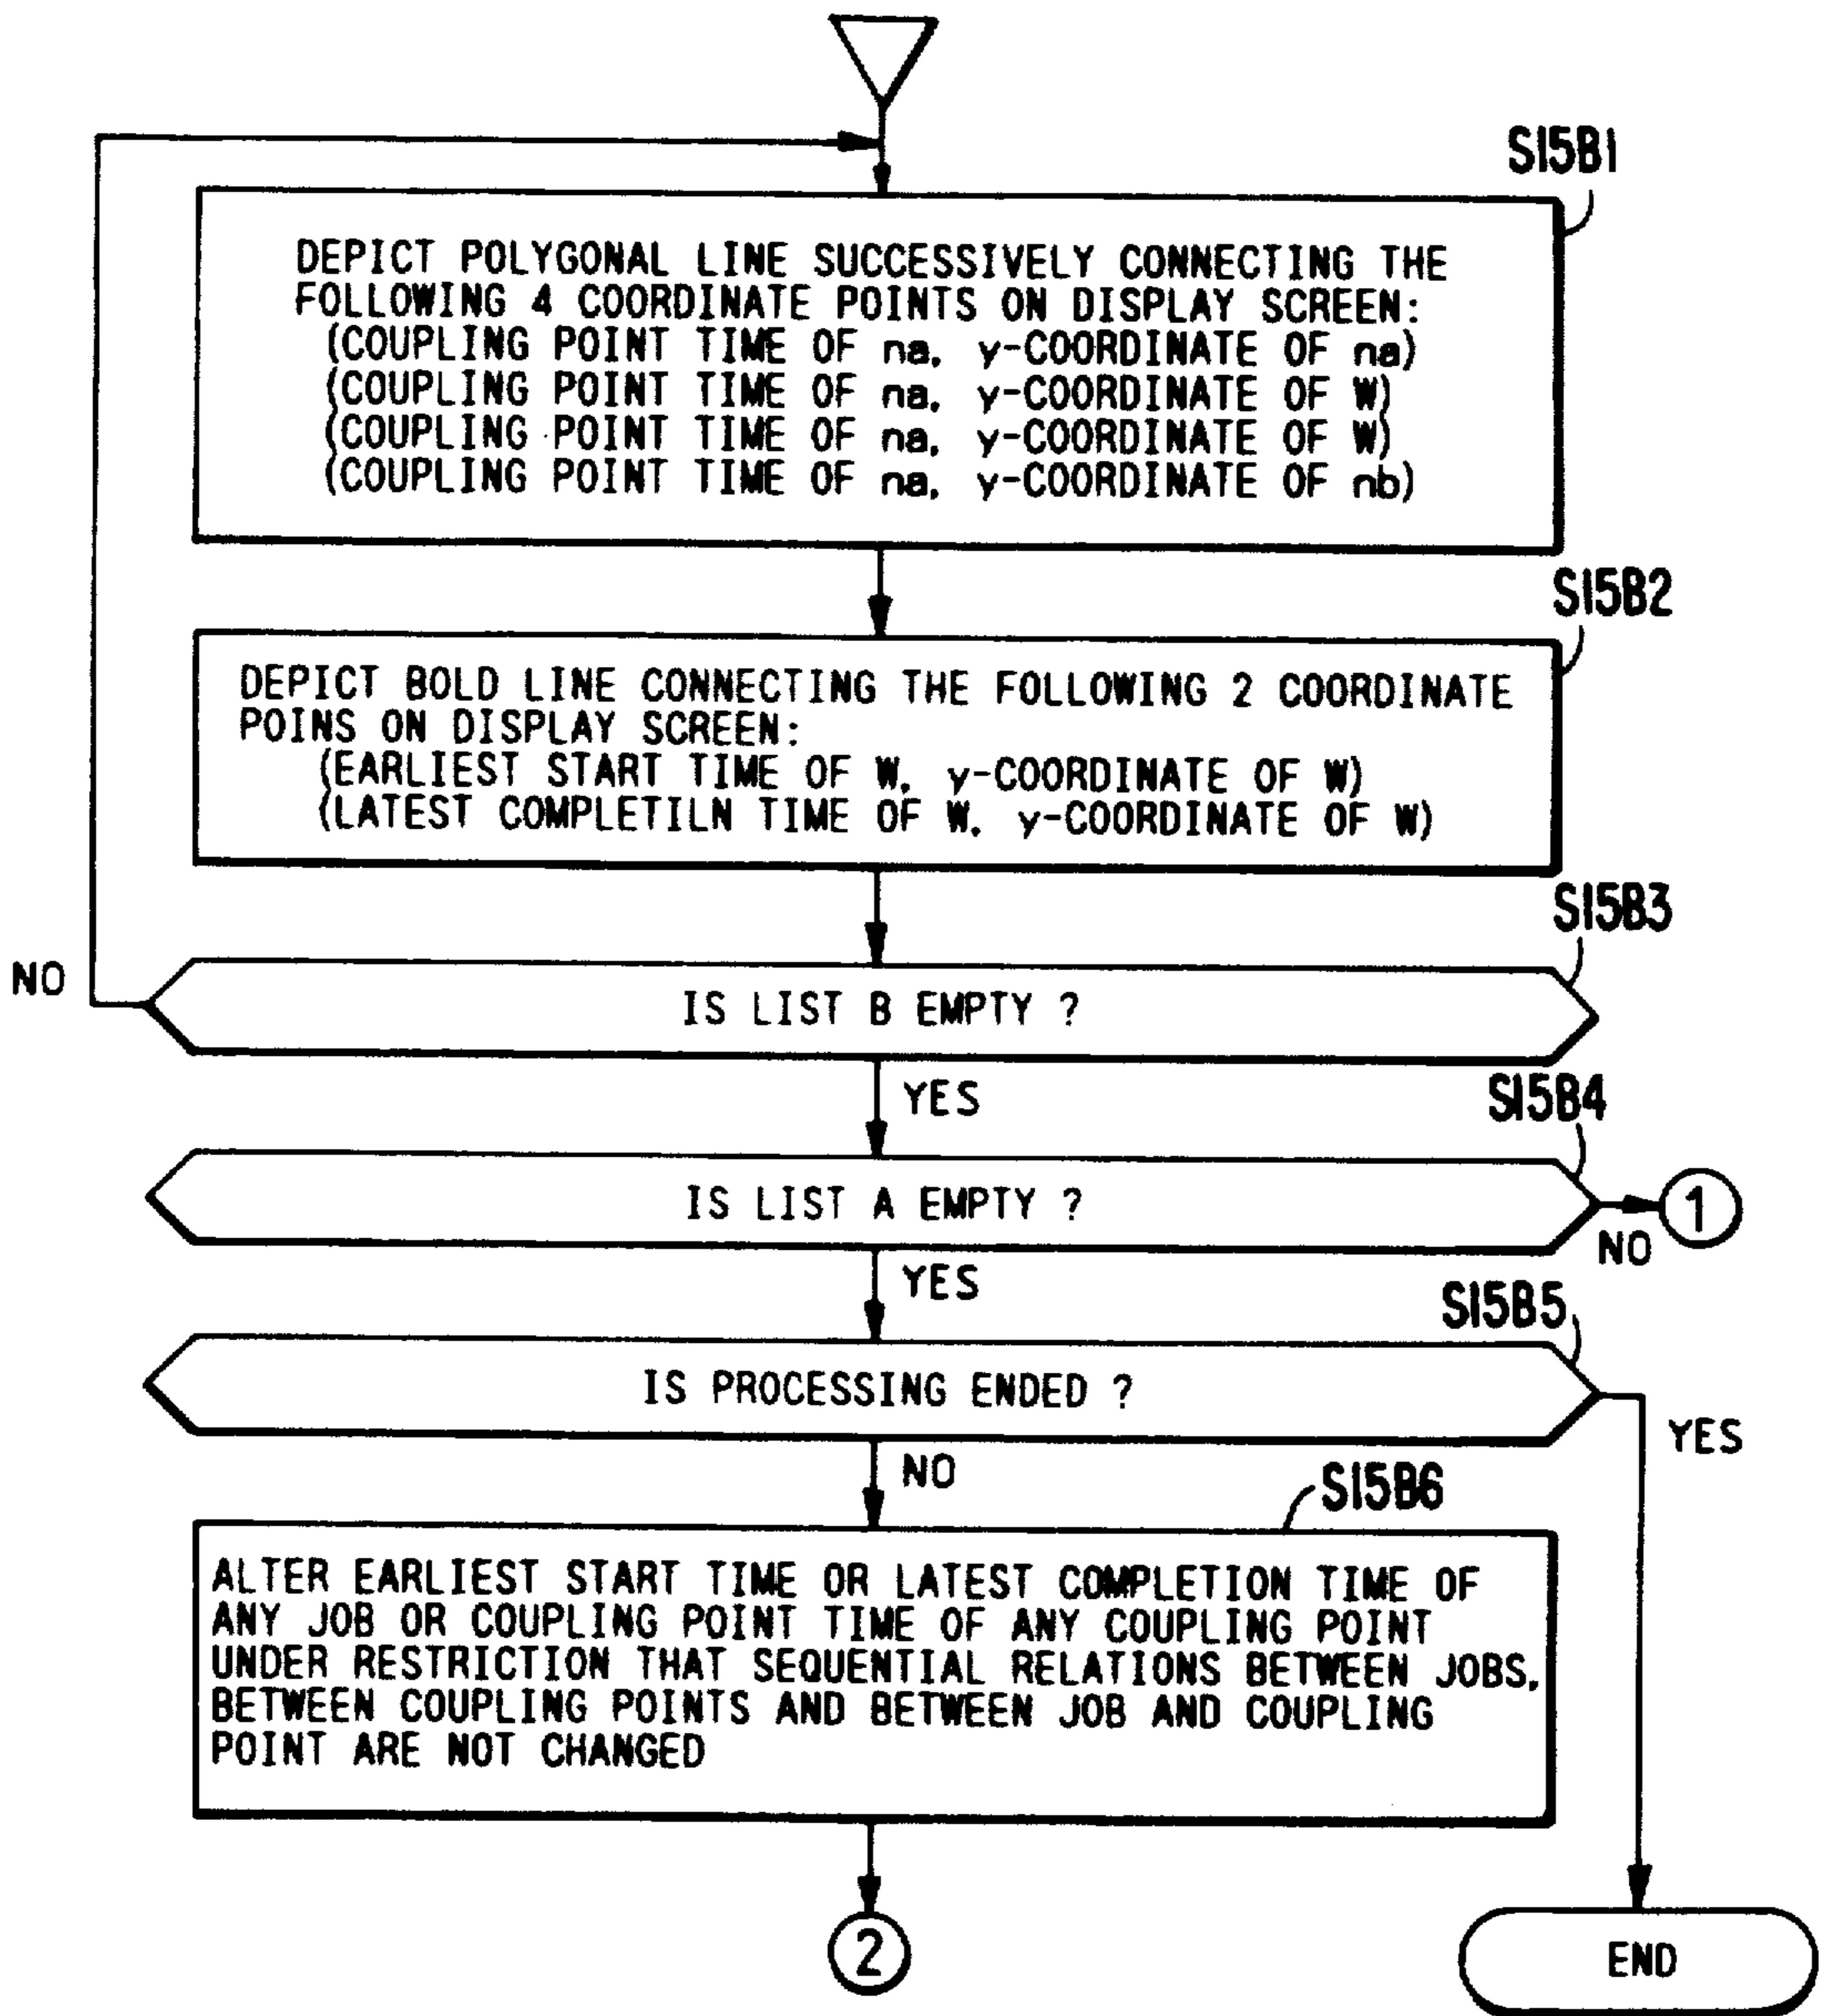 S15B1
DEPICT POLYGONAL LINE SUCCESSIVELY CONNECTING THE
FOLLOWING 4 COORDINATE POINTS ON DISPLAY SCREEN:
(COUPLING POINT TIME OF na, y-COORDINATE OF na)
(COUPLING POINT TIME OF na, y-COORDINATE OF W)
(COUPLING POINT TIME OF na, y-COORDINATE OF W)
(COUPLING POINT TIME OF na, y-COORDINATE OF nb)
S15B2
DEPICT BOLD LINE CONNECTING THE FOLLOWING 2 COORDINATE
POINS ON DISPLAY SCREEN:
(EARLIEST START TIME OF W, y-COORDINATE OF W)
(LATEST COMPLETILN TIME OF W, y-COORDINATE OF W)
S15B3
NO
IS LIST B EMPTY ?
YES
S15B4
IS LIST A EMPTY ?
1
NO
YES
S15B5
IS PROCESSING ENDED ?
YES
NO
S15B6
ALTER EARLIEST START TIME OR LATEST COMPLETION TIME OF
ANY JOB OR COUPLING POINT TIME OF ANY COUPLING POINT
UNDER RESTRICTION THAT SEQUENTIAL RELATIONS BETWEEN JOBS,
BETWEEN COUPLING POINTS AND BETWEEN JOB AND COUPLING
POINT ARE NOT CHANGED
2
END